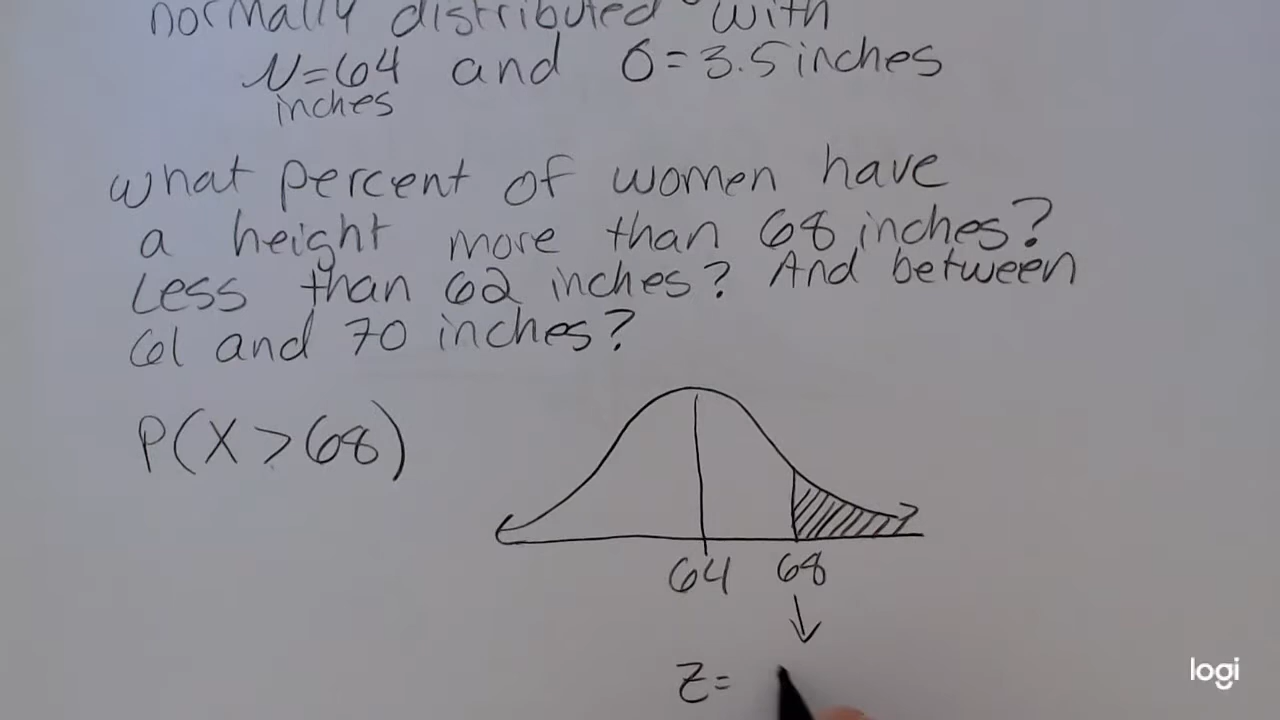 normally distributed with
μ=64 and σ=3.5 inches
inches
what percent of women have
a height more than 68 inches?
Less than 62 inches? And between
61 and 70 inches?
P(X>68)
64 68
Z=
logi